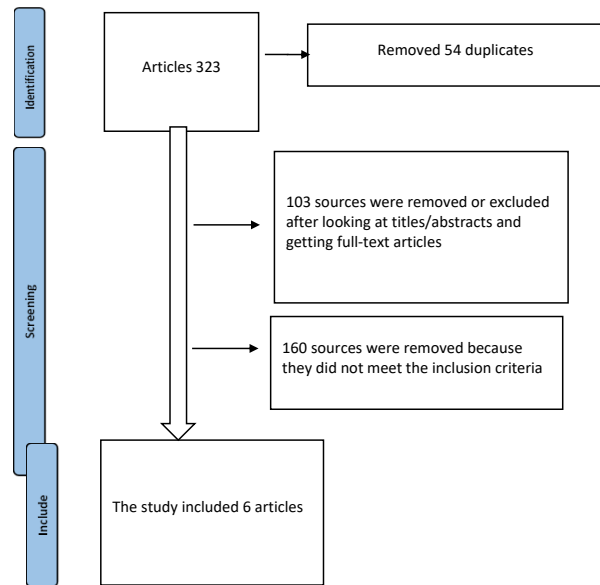 Identification
Articles 323
Removed 54 duplicates
Screening
103 sources were removed or excluded
after looking at titles/abstracts and
getting full-text articles
160 sources were removed because
they did not meet the inclusion criteria
Include
The study included 6 articles